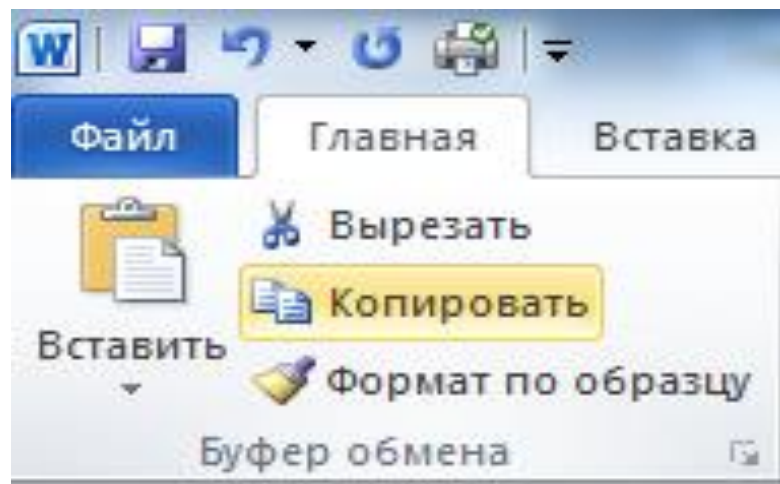 W
Файл Главная Вставка
Вырезать
Копировать
Вставить
Формат по образцу
Буфер обмена